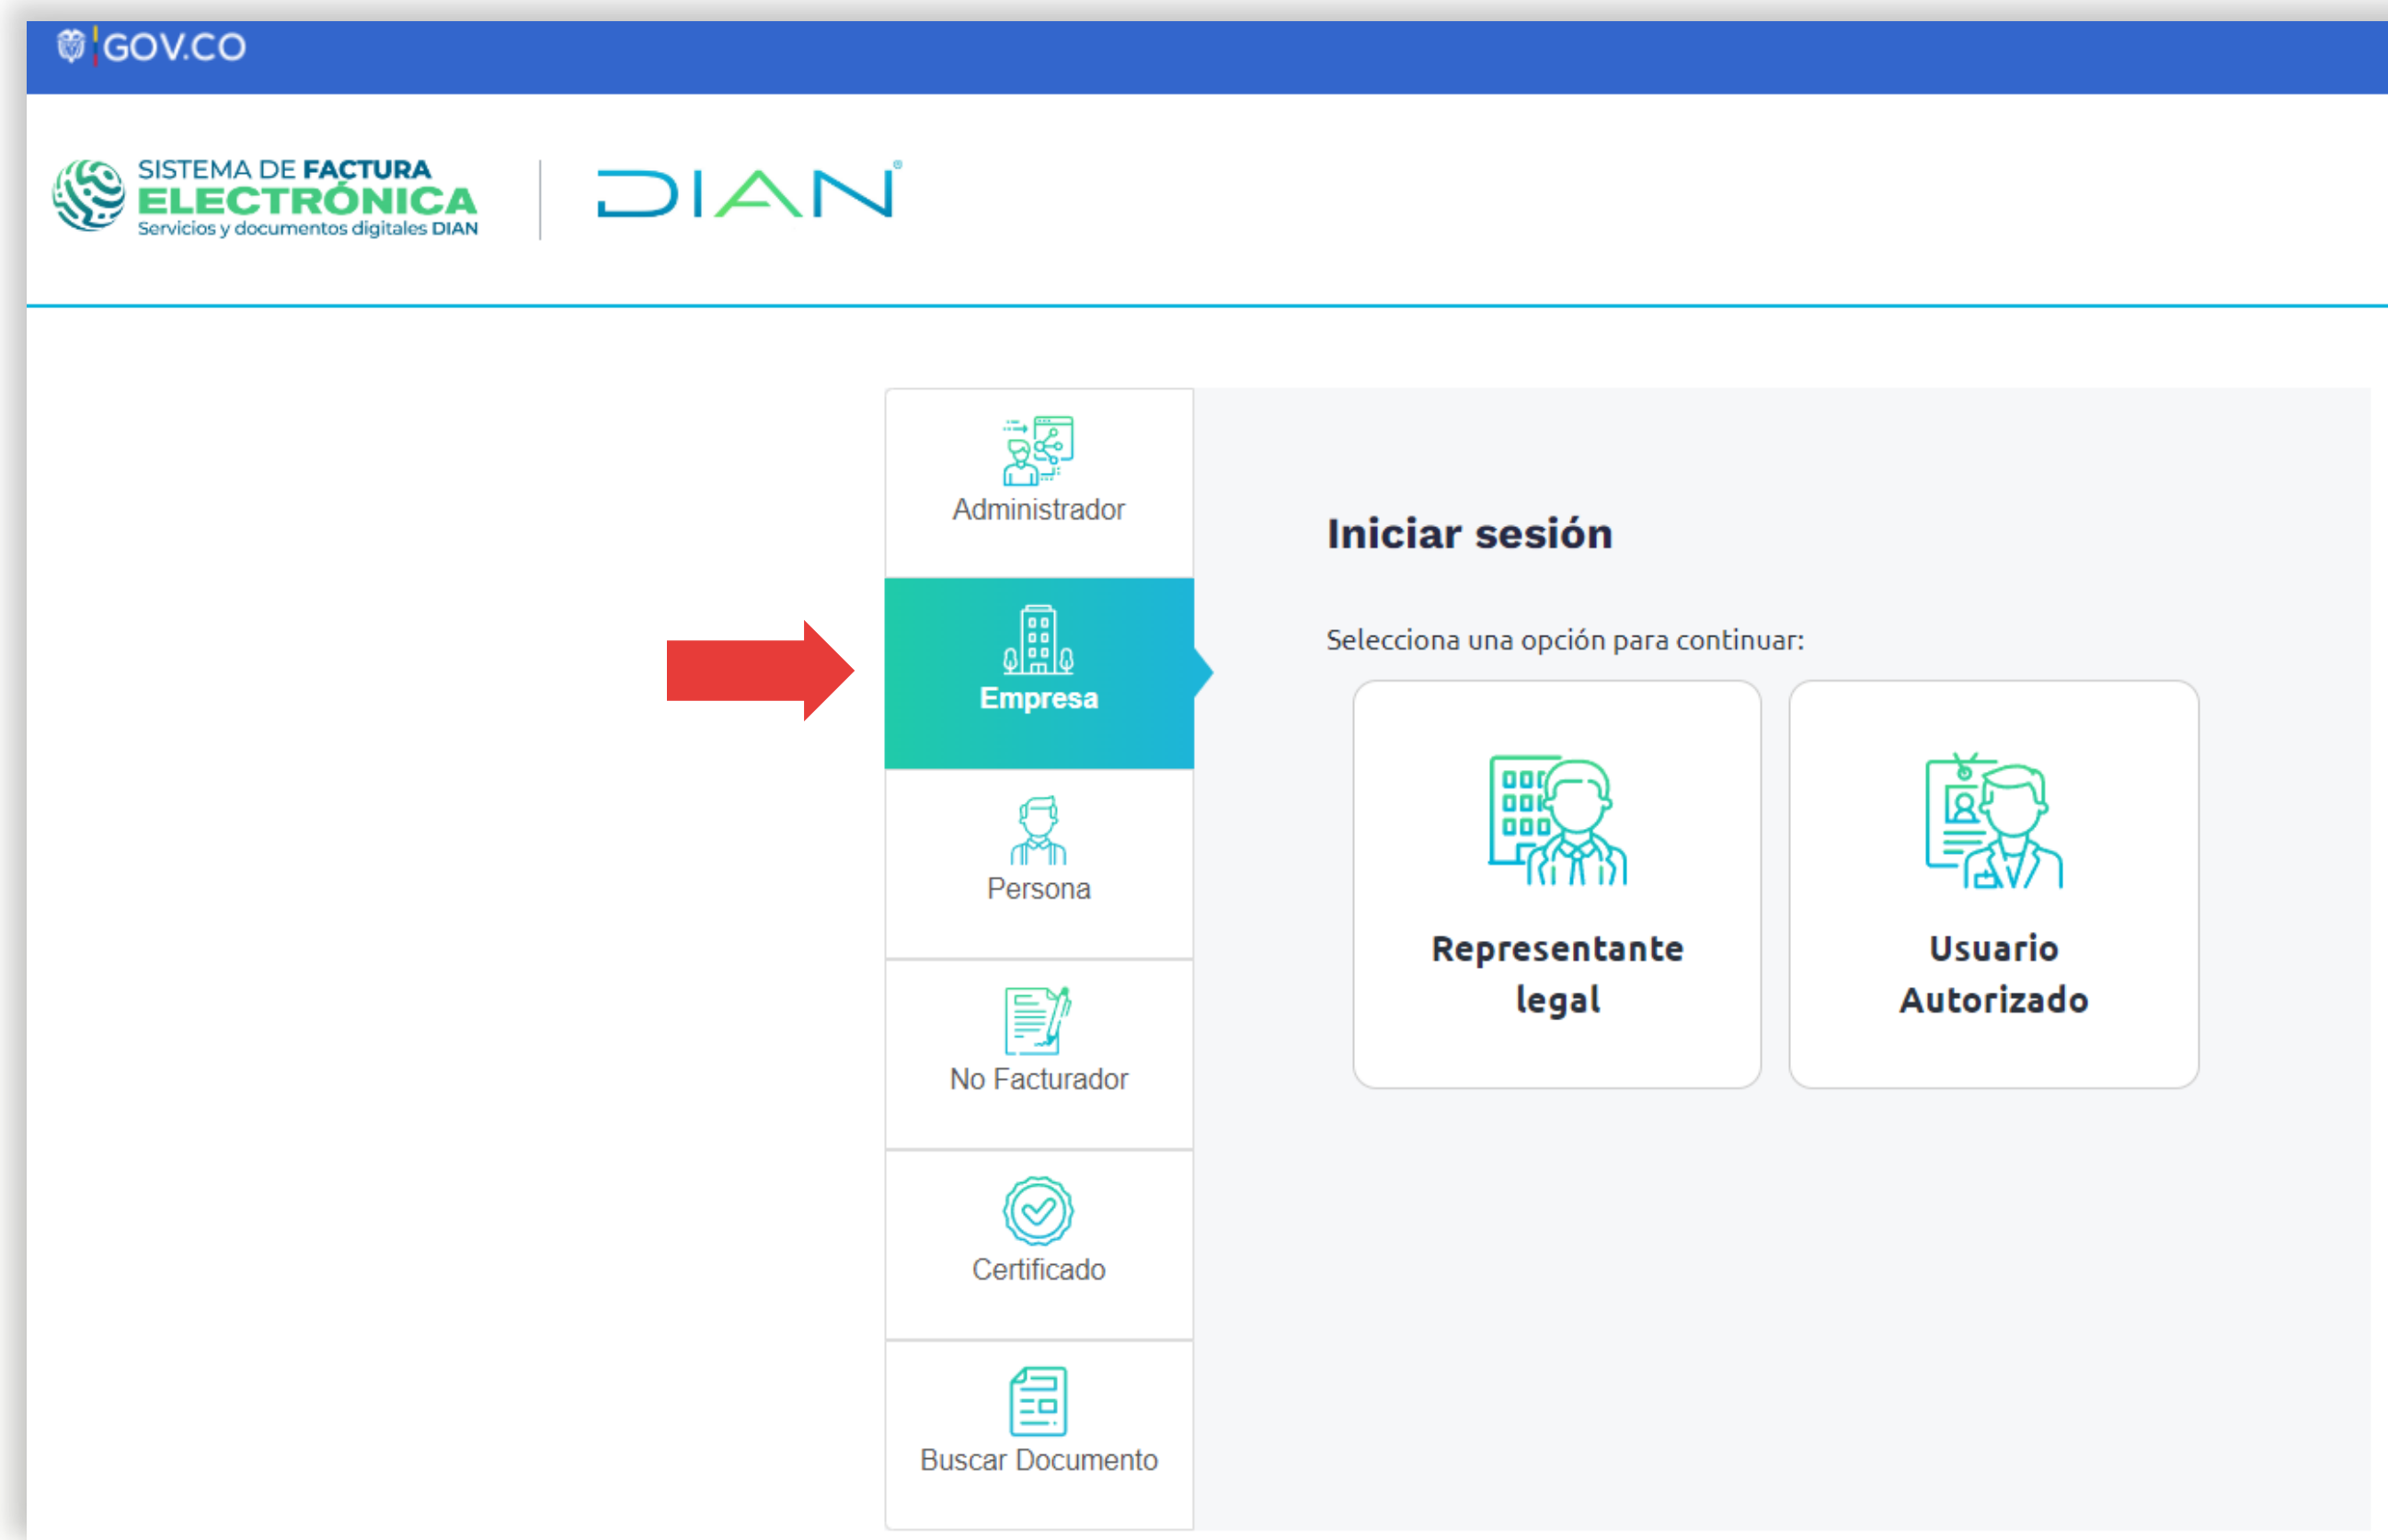 GOV.CO
SISTEMA DE FACTURA
ELECTRÓNICA
Servicios y documentos digitales DIAN
DIAN®
Administrador
Empresa
Persona
No Facturador
Certificado
Buscar Documento
Iniciar sesión
Selecciona una opción para continuar:
Representante
legal
Usuario
Autorizado